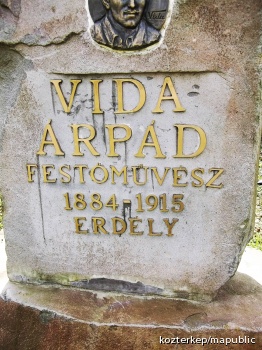 VIDA
ÁRPÁD
FESTŐMŰVÉSZ
1884-1915
ERDÉLY
kozterkep/mapublic